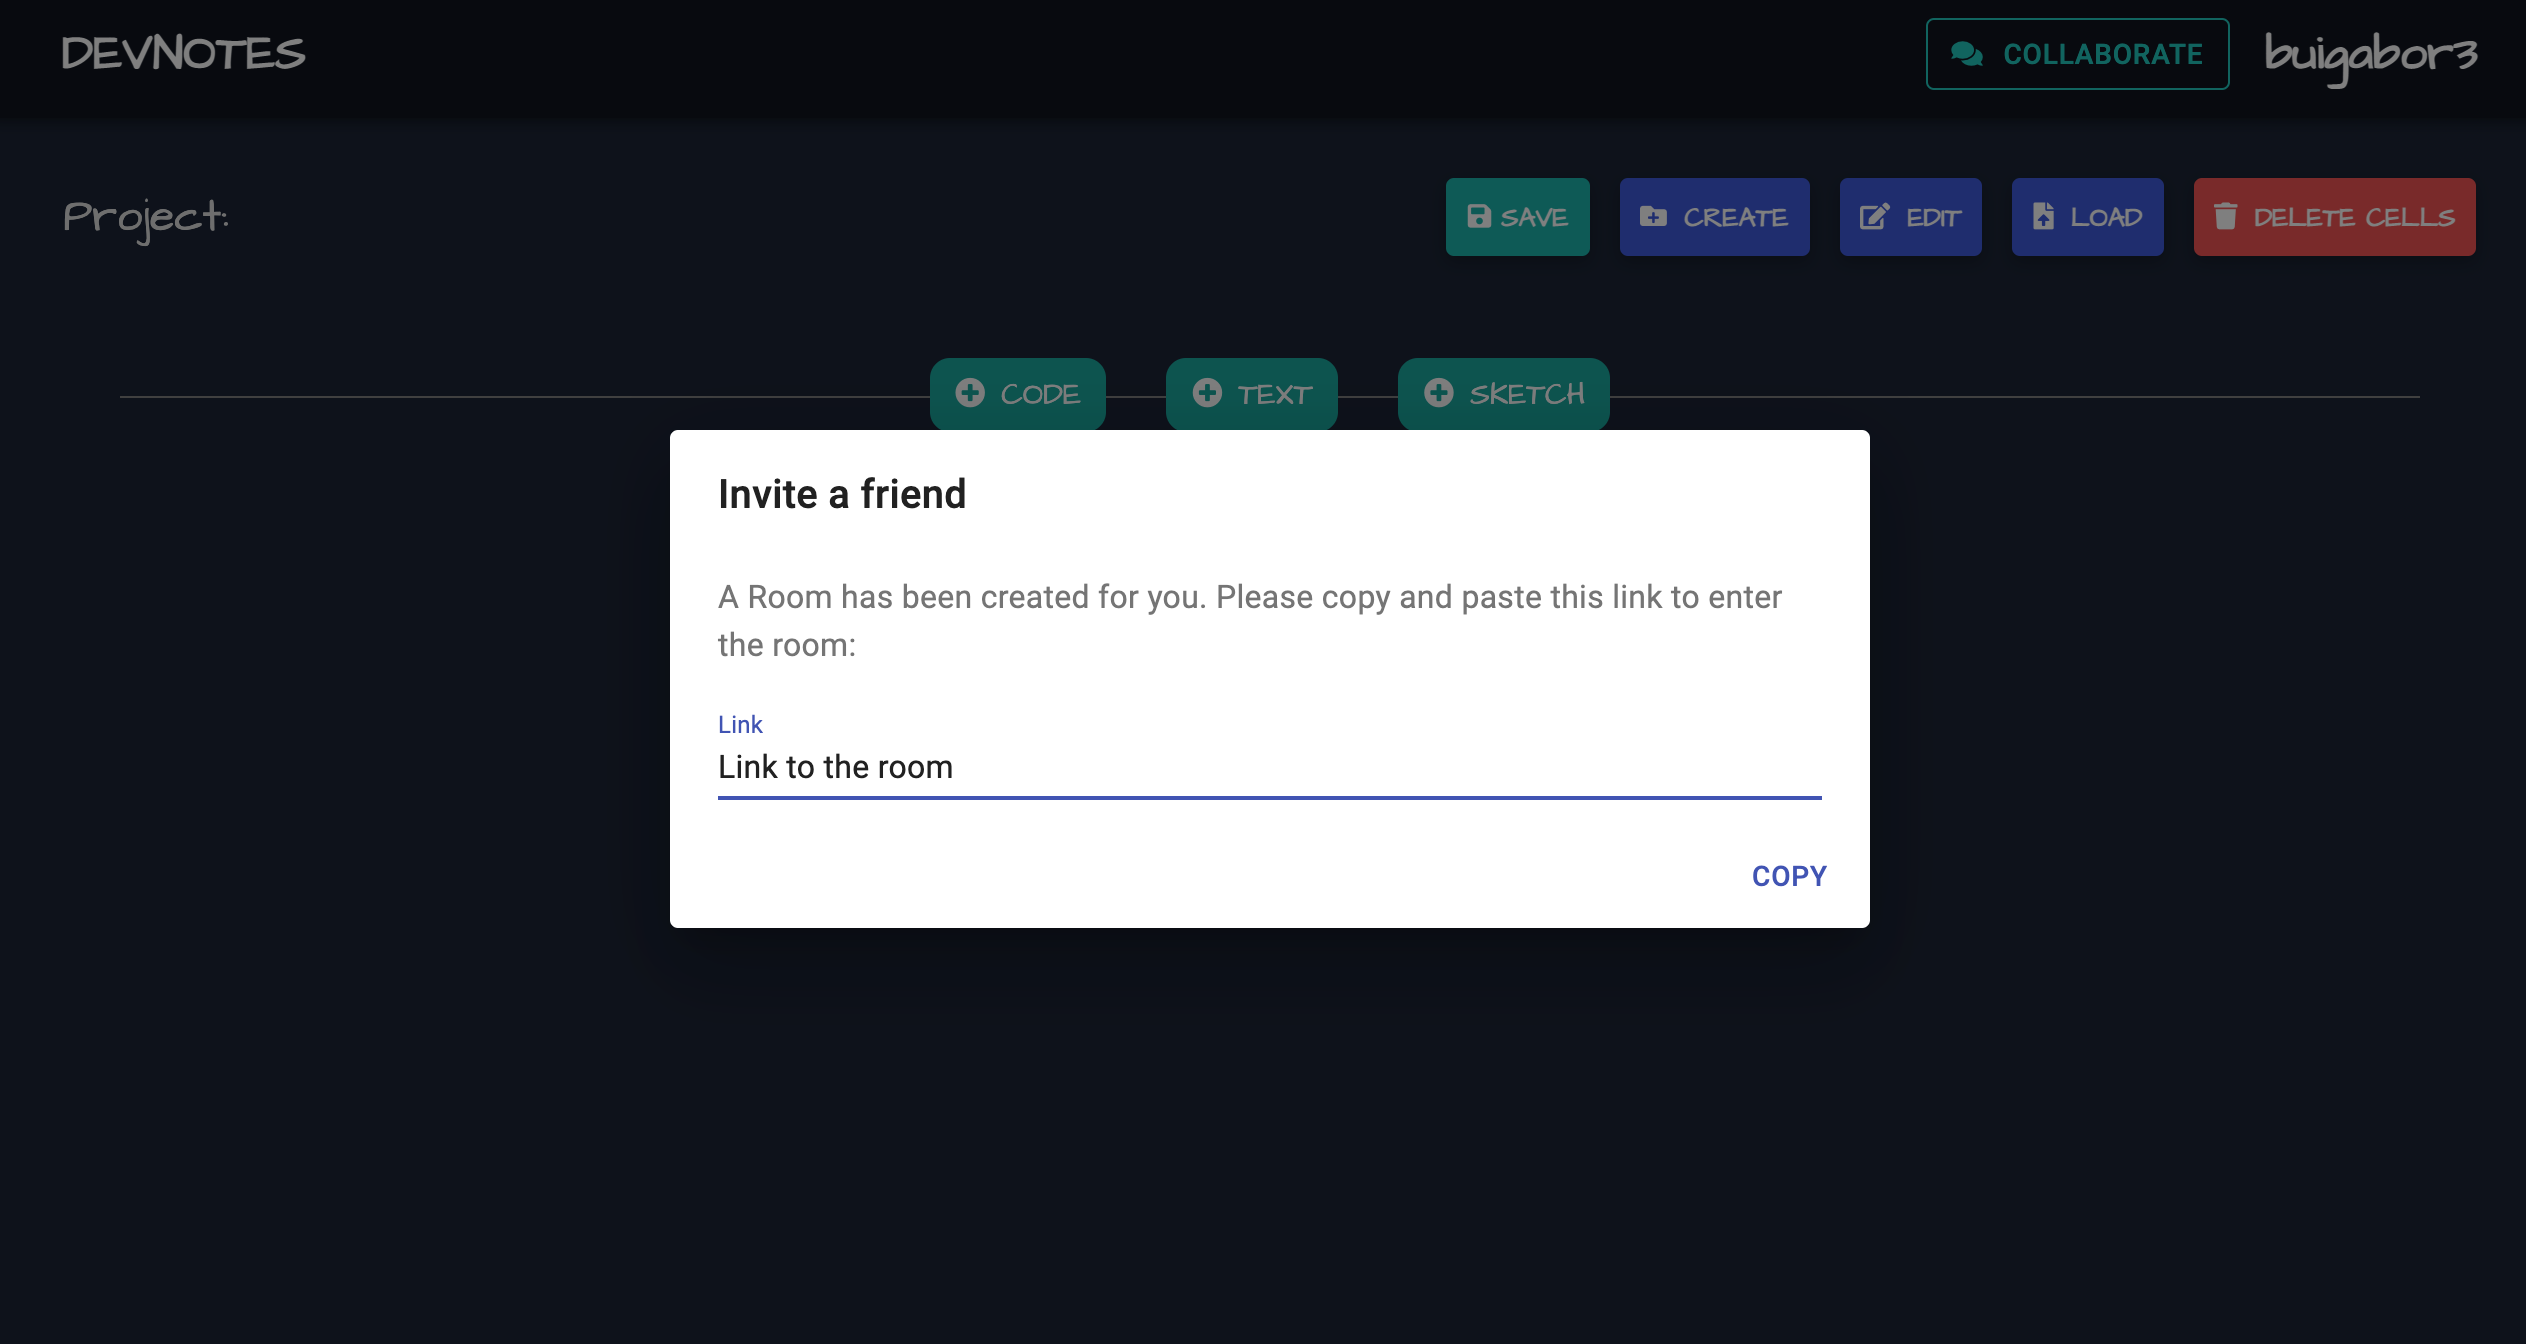 DEVNOTES
COLLABORATE
buigabor3
Project:
SAVE
CREATE
EDIT
LOAD
DELETE CELLS
CODE
TEXT
SKETCH
Invite a friend
A Room has been created for you. Please copy and paste this link to enter
the room:
Link
Link to the room
COPY